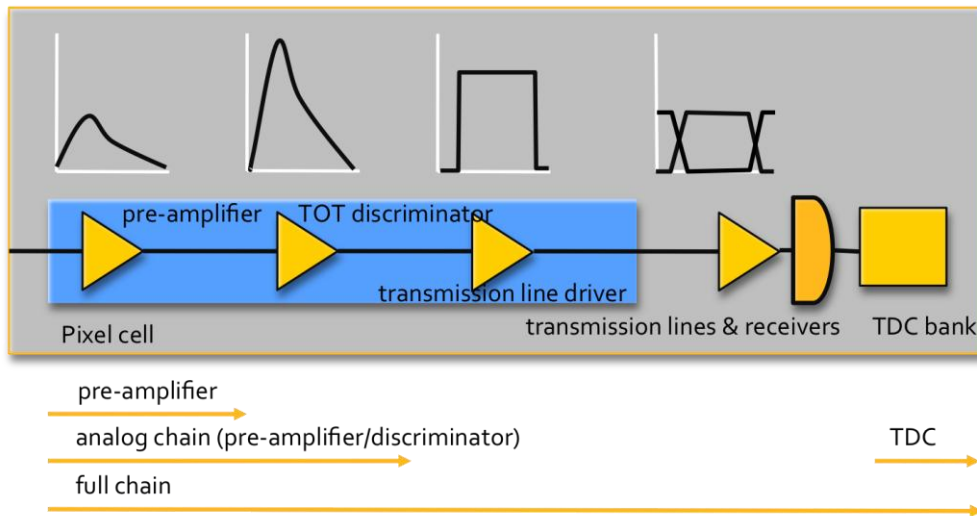 pre-amplifier
TOT discriminator
transmission line driver
Pixel cell
transmission lines & receivers
TDC bank
pre-amplifier
analog chain (pre-amplifier/discriminator)
TDC
full chain